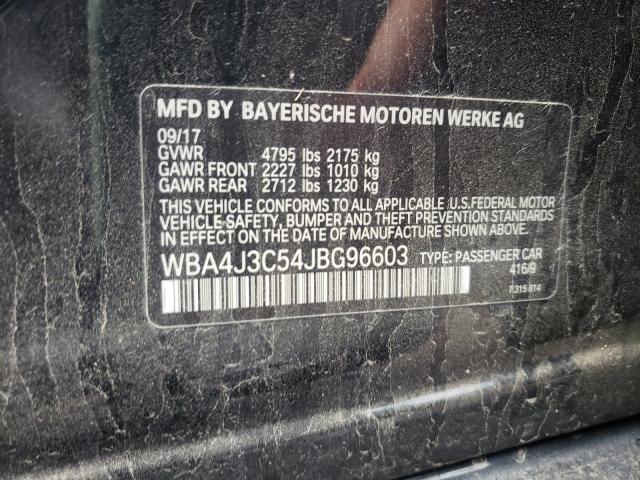 MFD BY BAYERISCHE MOTOREN WERKE AG
09/17
GVWR 4795 lbs 2175 kg
GAWR FRONT 2227 lbs 1010 kg
GAWR REAR 2712 lbs 1230 kg
THIS VEHICLE CONFORMS TO ALL APPLICABLE U.S.FEDERAL MOTOR
VEHICLE SAFETY, BUMPER AND THEFT PREVENTION STANDARDS
IN EFFECT ON THE DATE OF MANUFACTURE SHOWN ABOVE.
WBA4J3C54JBG96603 TYPE: PASSENGER CAR
416/9
7 315 814